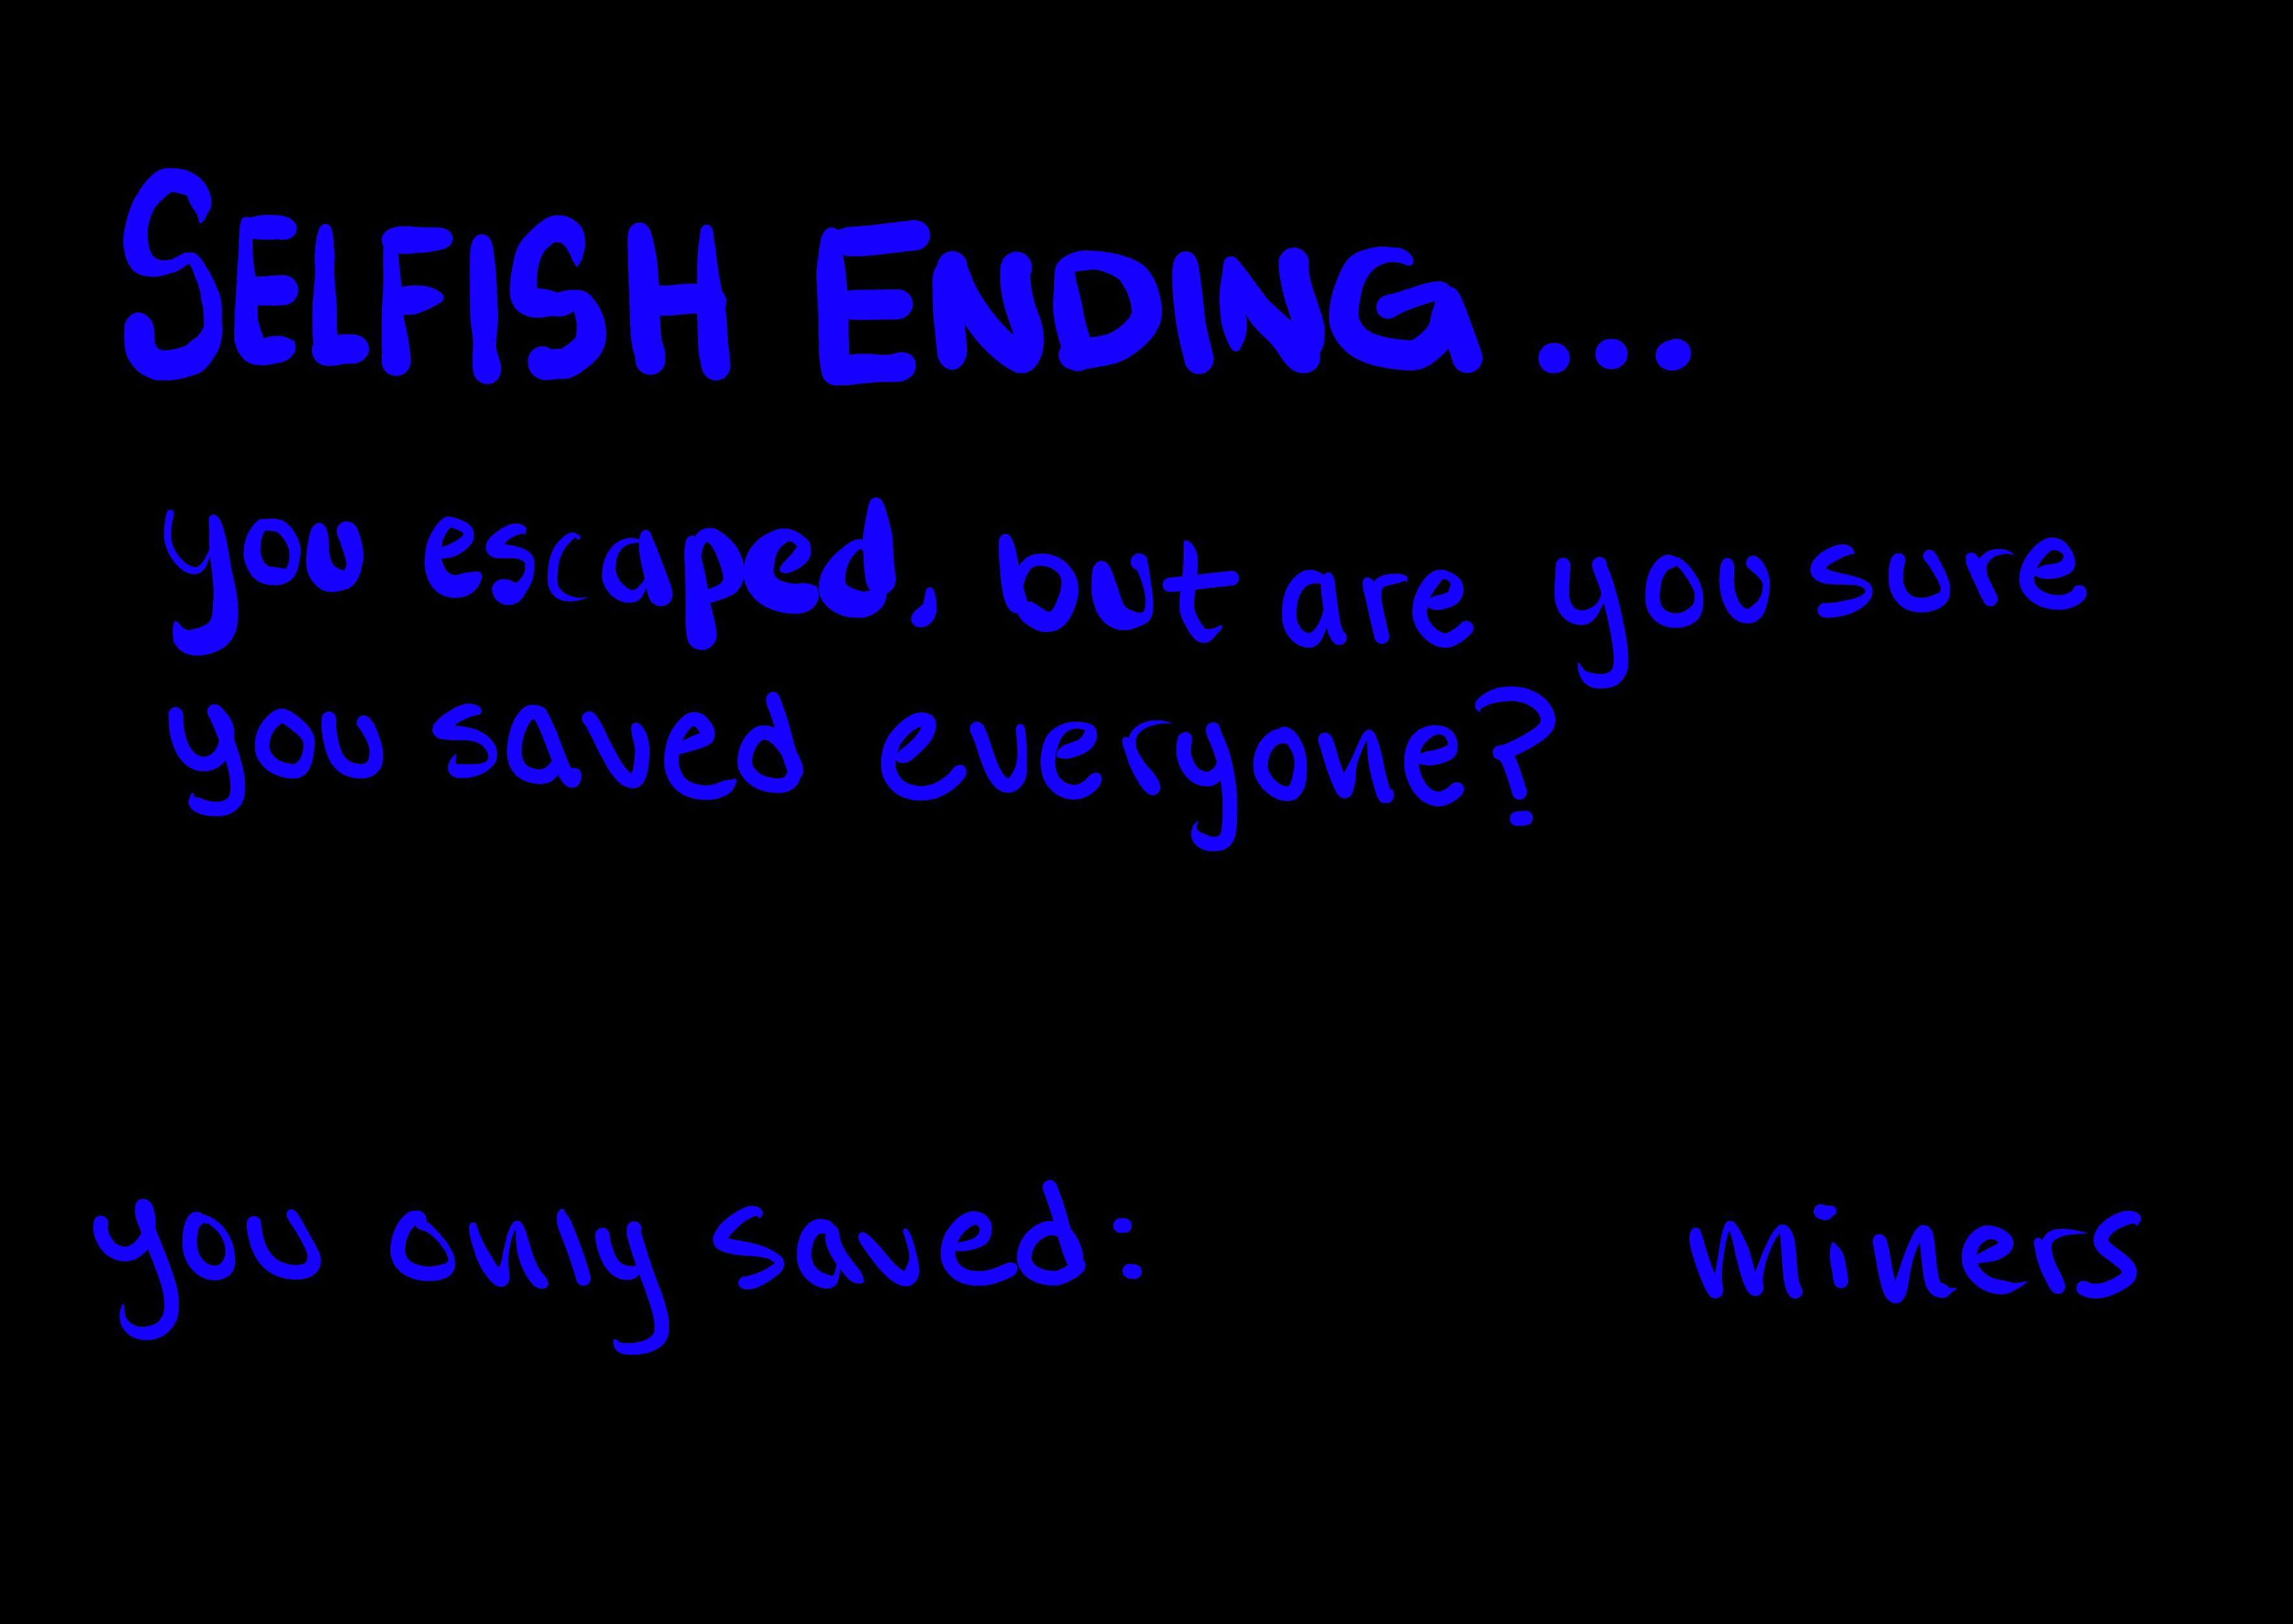 SELFISH ENDING...
you escaped, but are you sure
you saved everyone?
you only saved: miners